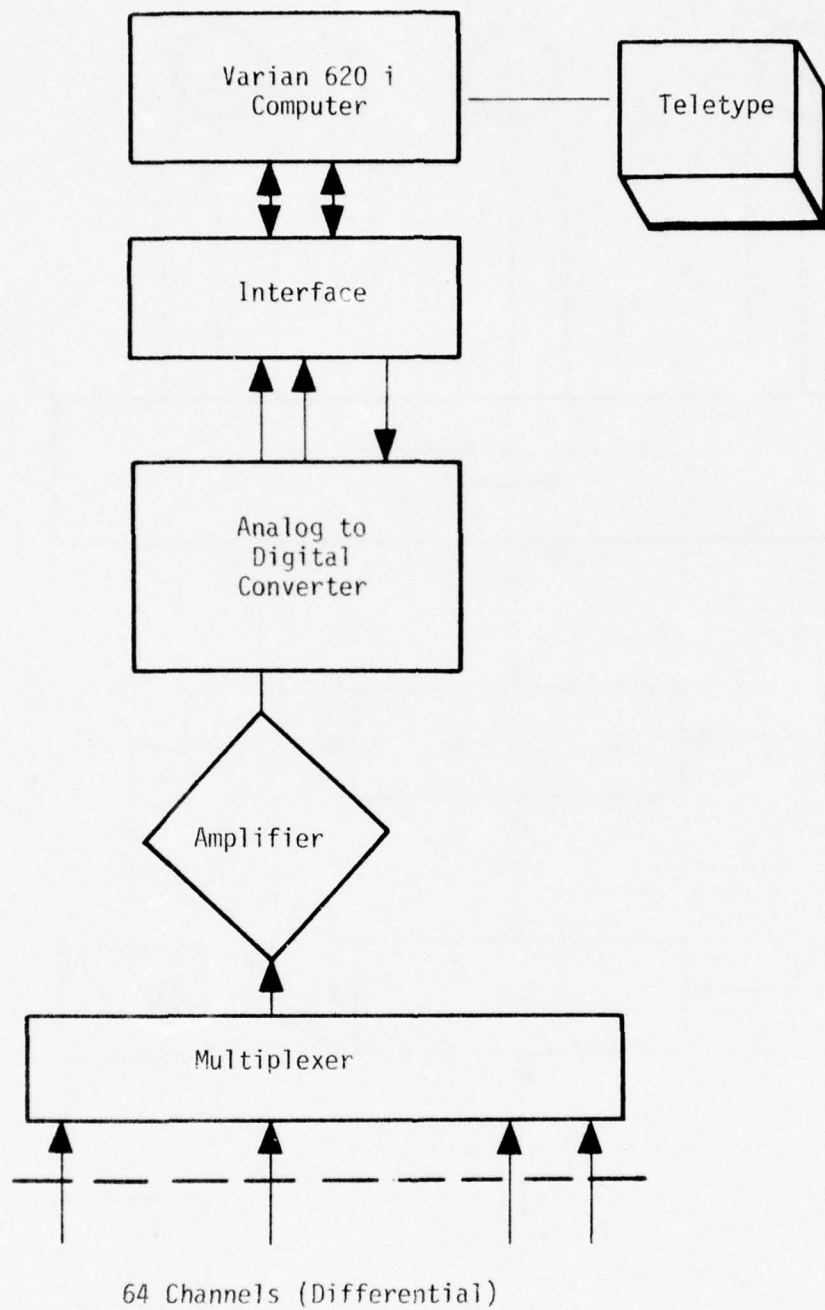 Varian 620 i
Computer
Teletype
Interface
Analog to
Digital
Converter
Amplifier
Multiplexer
64 Channels (Differential)